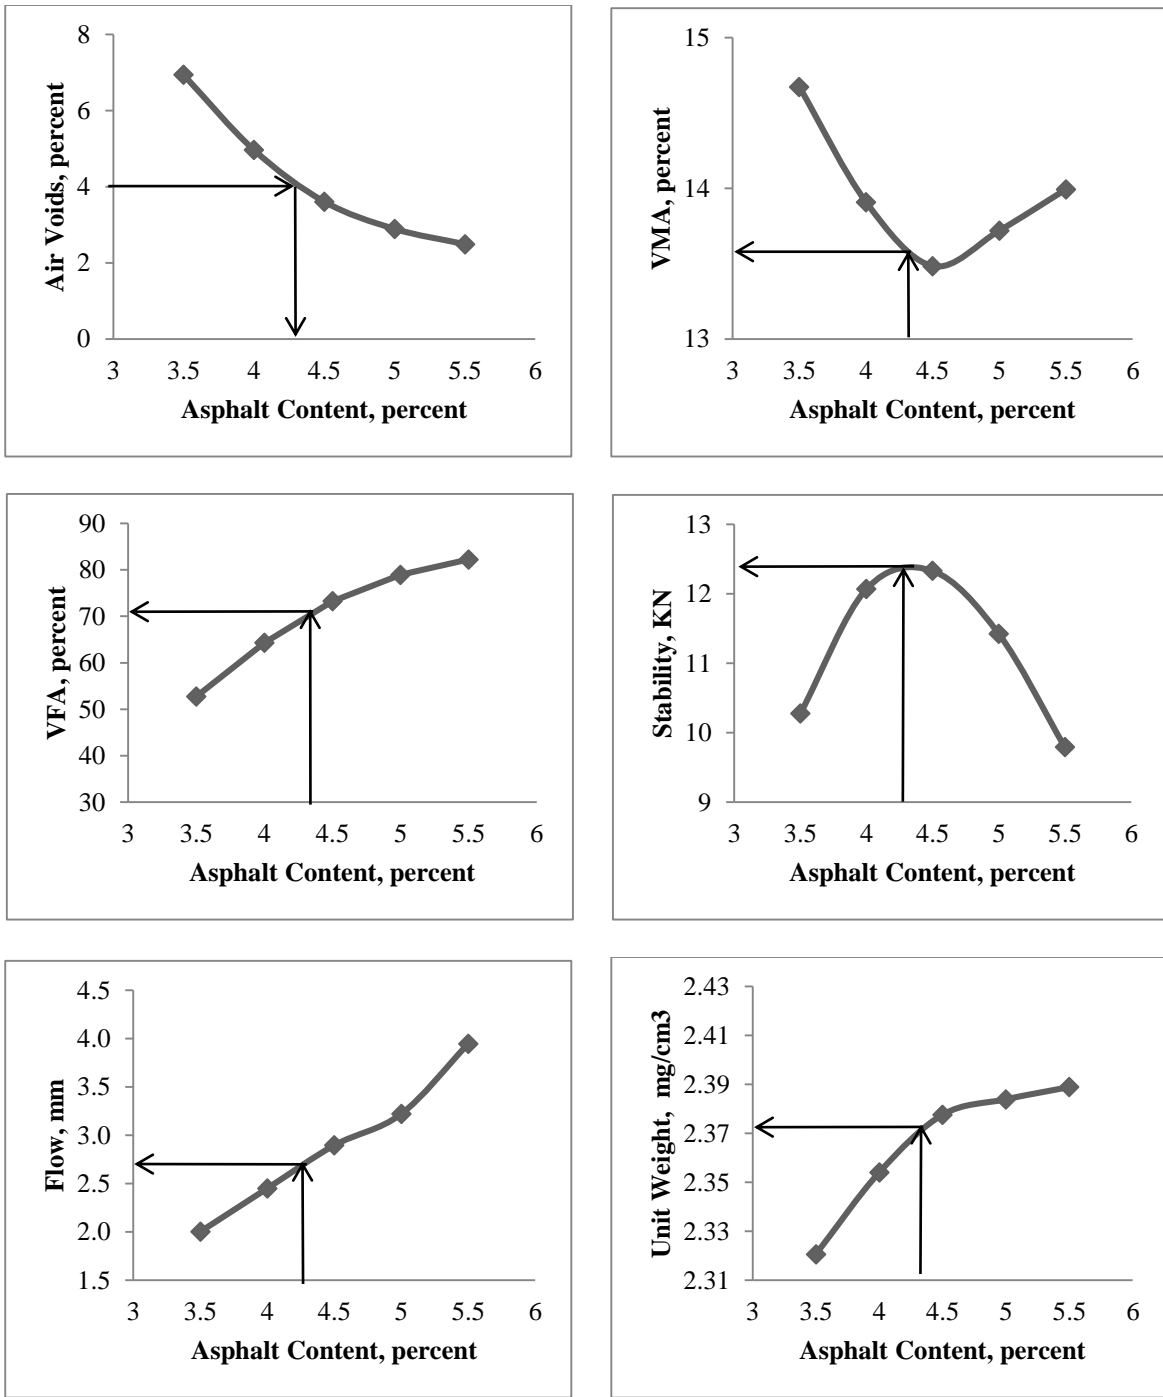 Air Voids, percent
8
6
4
2
0
3 3.5 4 4.5 5 5.5 6
Asphalt Content, percent
VMA, percent
15
14
13
3 3.5 4 4.5 5 5.5 6
Asphalt Content, percent
VFA, percent
90
80
70
60
50
40
30
3 3.5 4 4.5 5 5.5 6
Asphalt Content, percent
Stability, KN
13
12
11
10
9
3 3.5 4 4.5 5 5.5 6
Asphalt Content, percent
Flow, mm
4.5
4.0
3.5
3.0
2.5
2.0
1.5
3 3.5 4 4.5 5 5.5 6
Asphalt Content, percent
Unit Weight, mg/cm3
2.43
2.41
2.39
2.37
2.35
2.33
2.31
3 3.5 4 4.5 5 5.5 6
Asphalt Content, percent